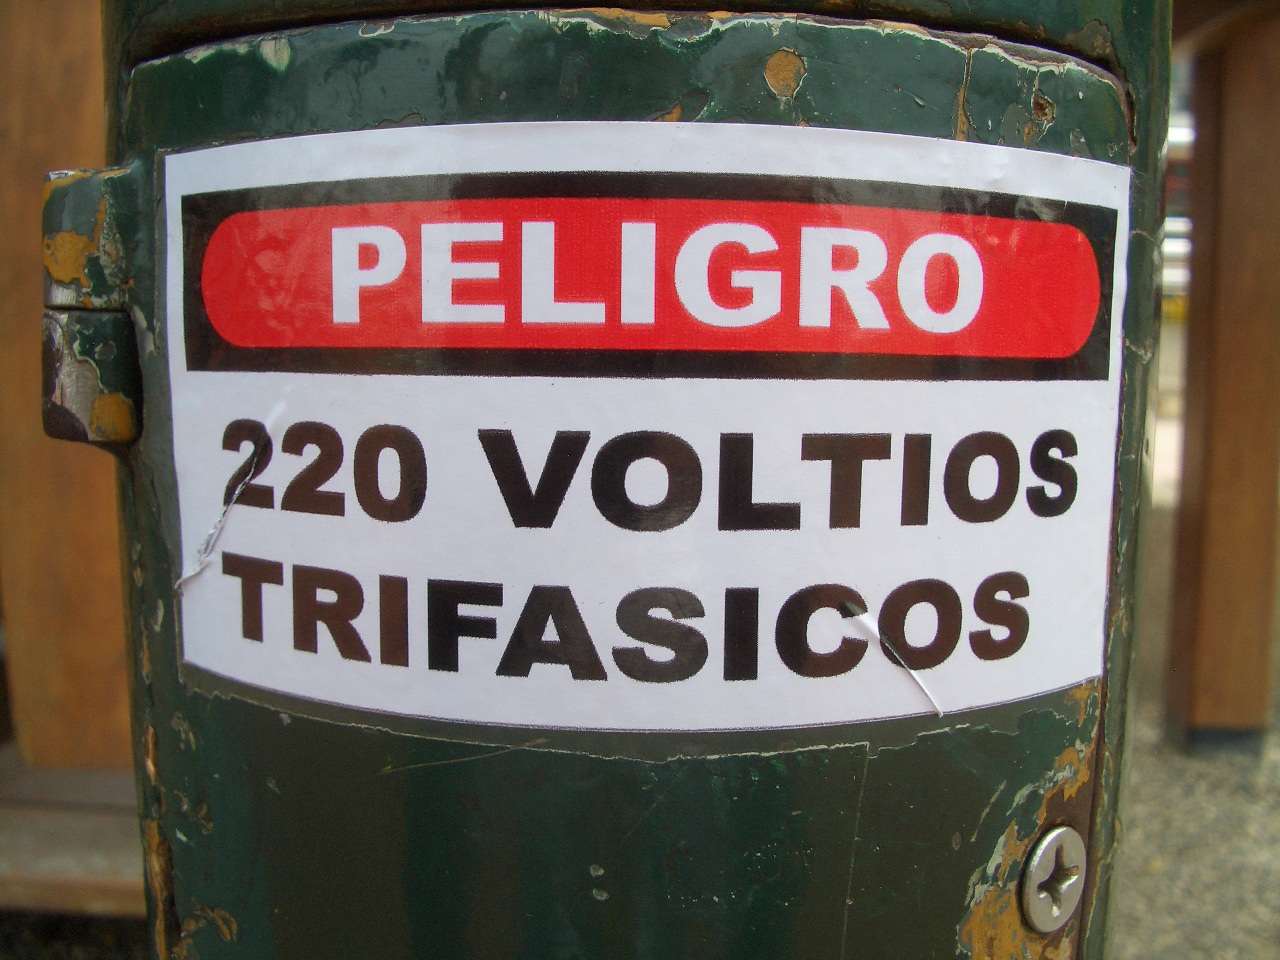 PELIGRO
220 VOLTIOS
TRIFASICOS